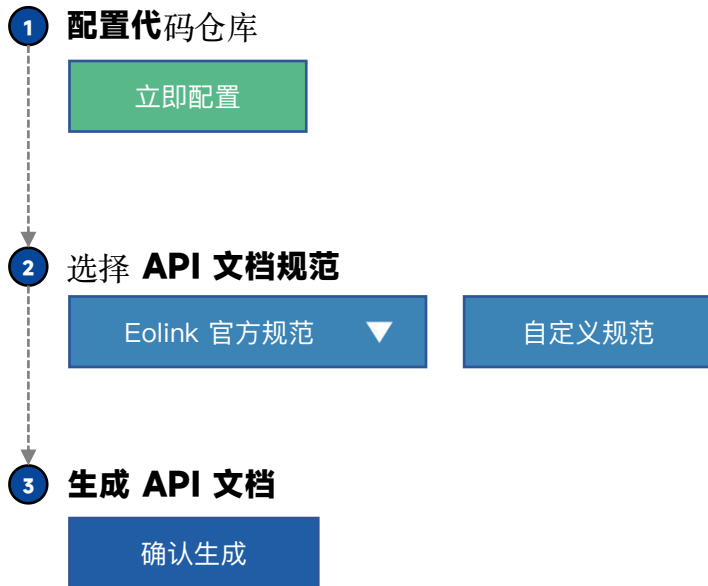 1 配置代码仓库
立即配置
2 选择 API 文档规范
Eolink 官方规范 自定义规范
3 生成 API 文档
确认生成